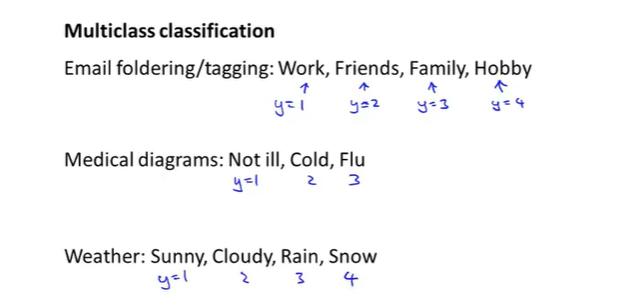 Multiclass classification
Email foldering/tagging: Work, Friends, Family, Hobby
y=1 y=2 y=3 y=4
Medical diagrams: Not ill, Cold, Flu
y=1 2 3
Weather: Sunny, Cloudy, Rain, Snow
y=1 2 3 4